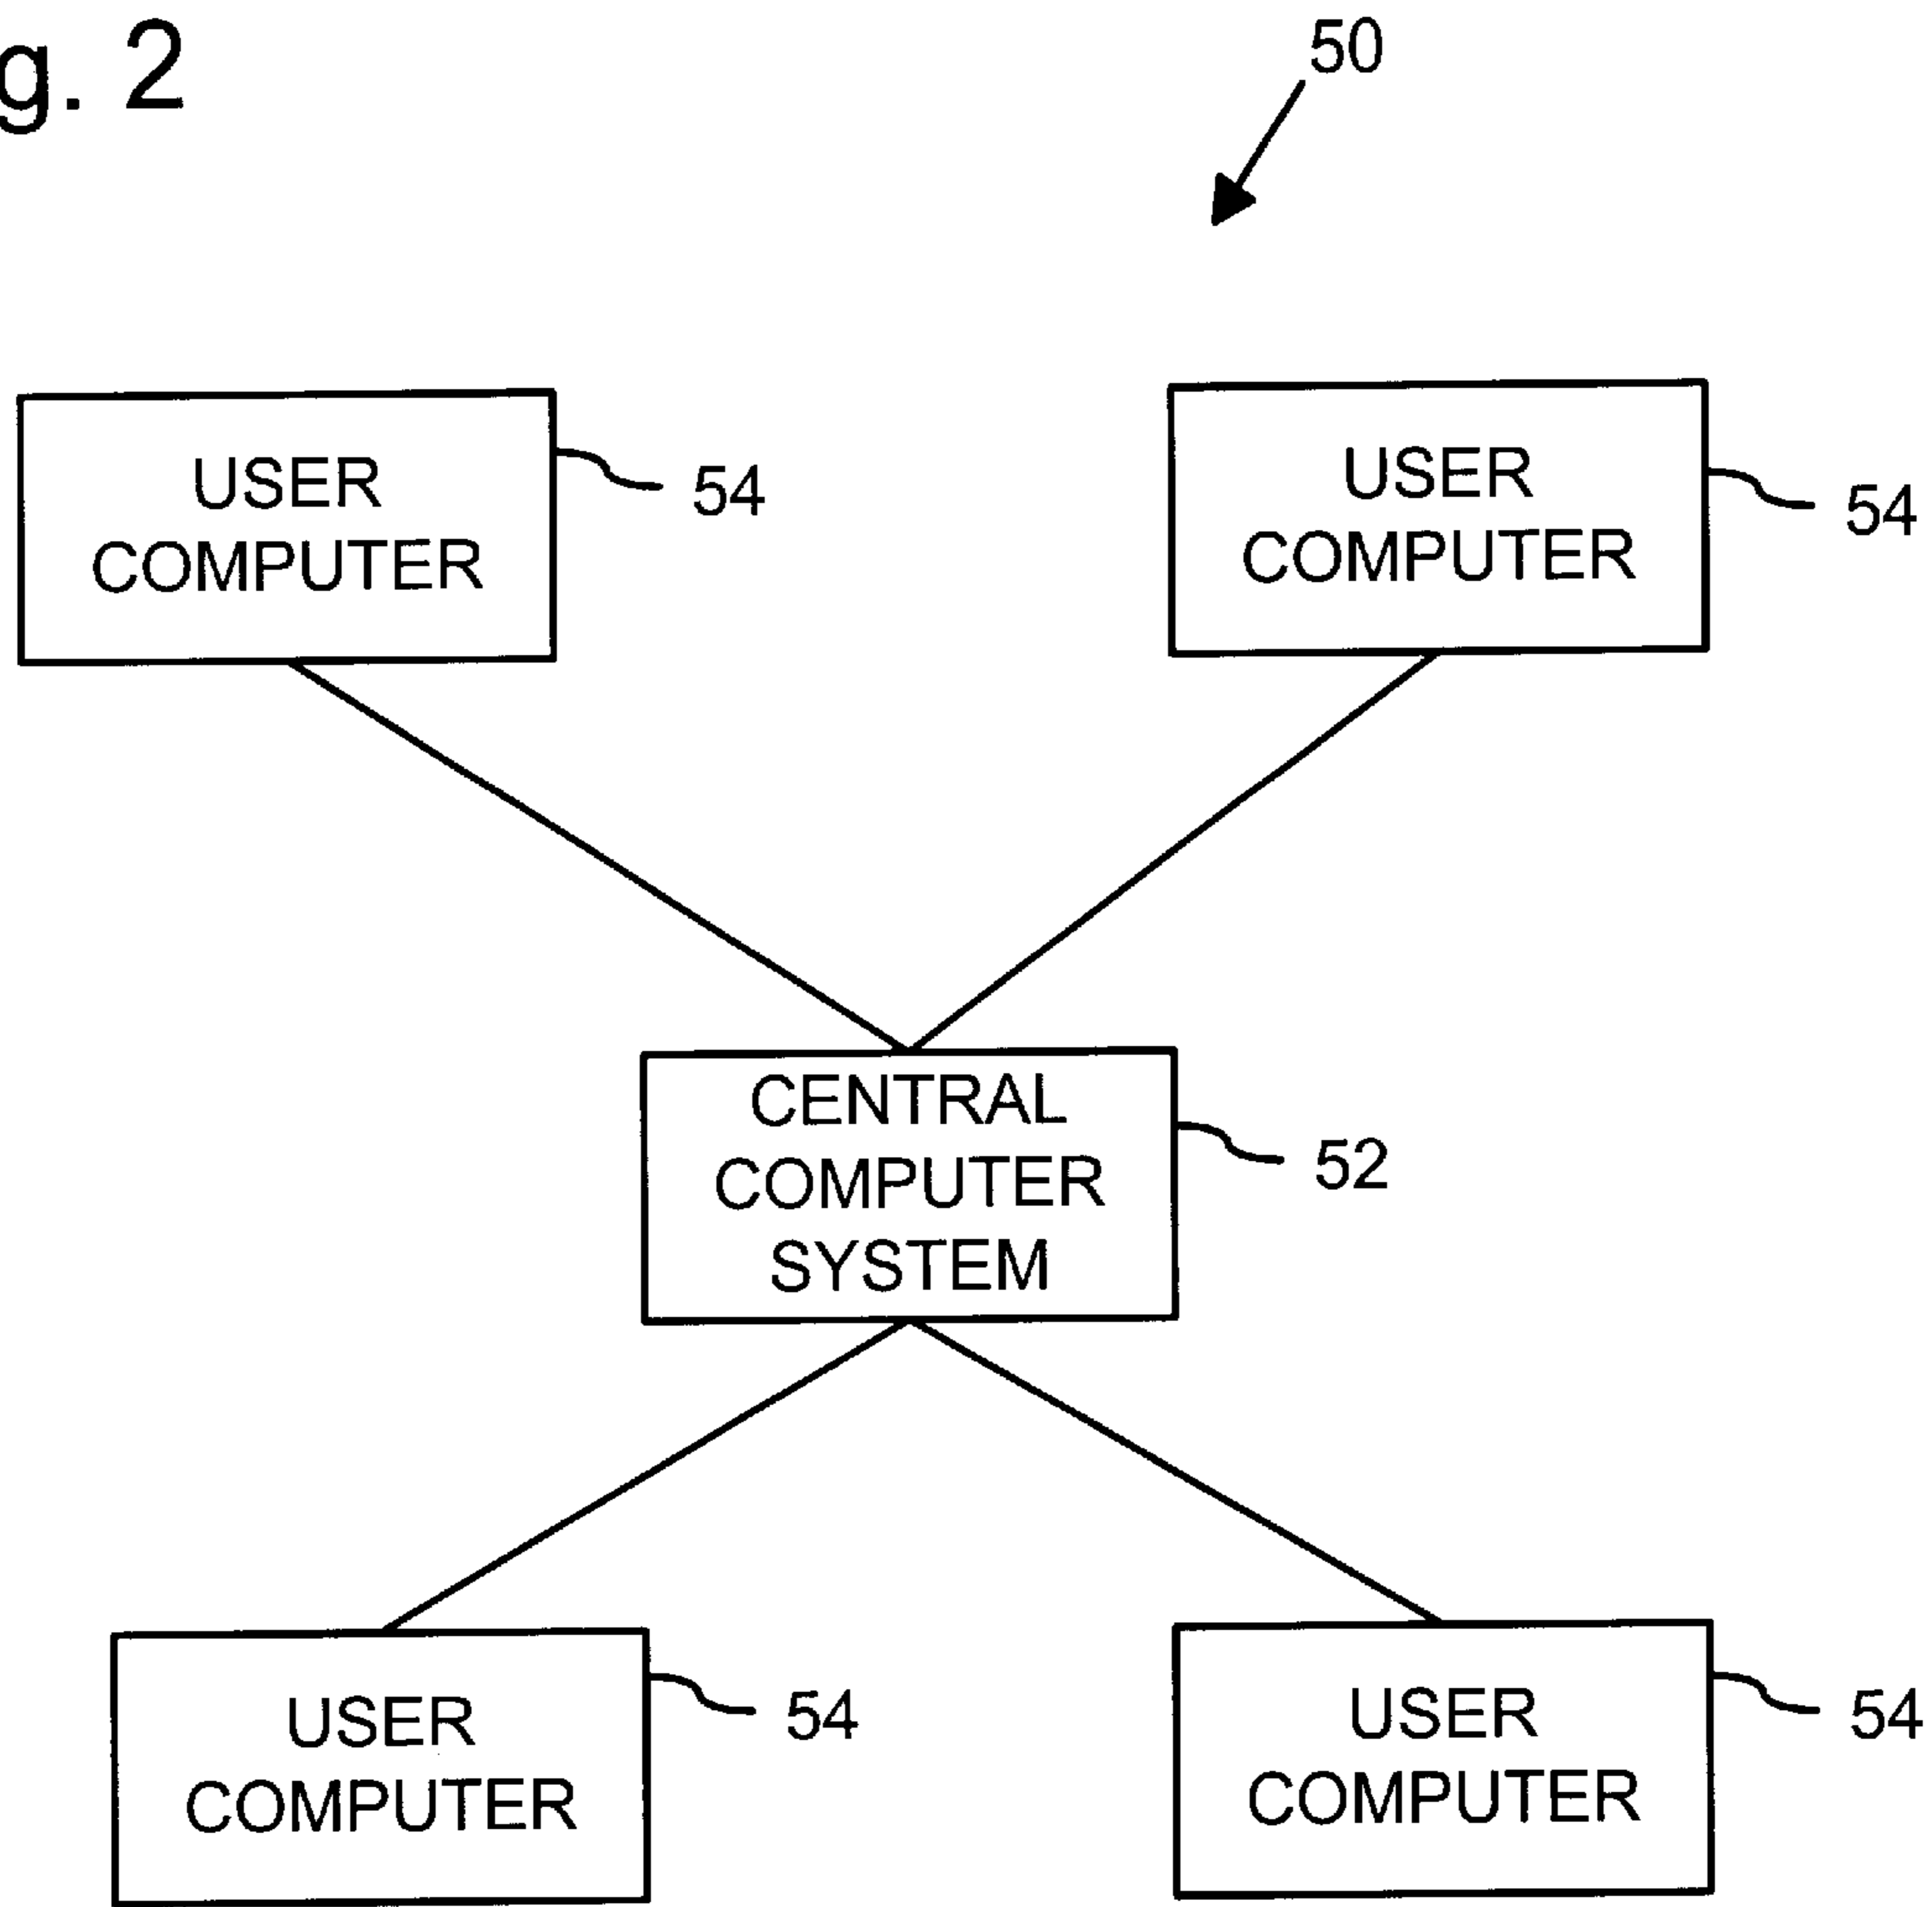 g. 2
50
USER
COMPUTER
54
USER
COMPUTER
54
CENTRAL
COMPUTER
SYSTEM
52
USER
COMPUTER
54
USER
COMPUTER
54